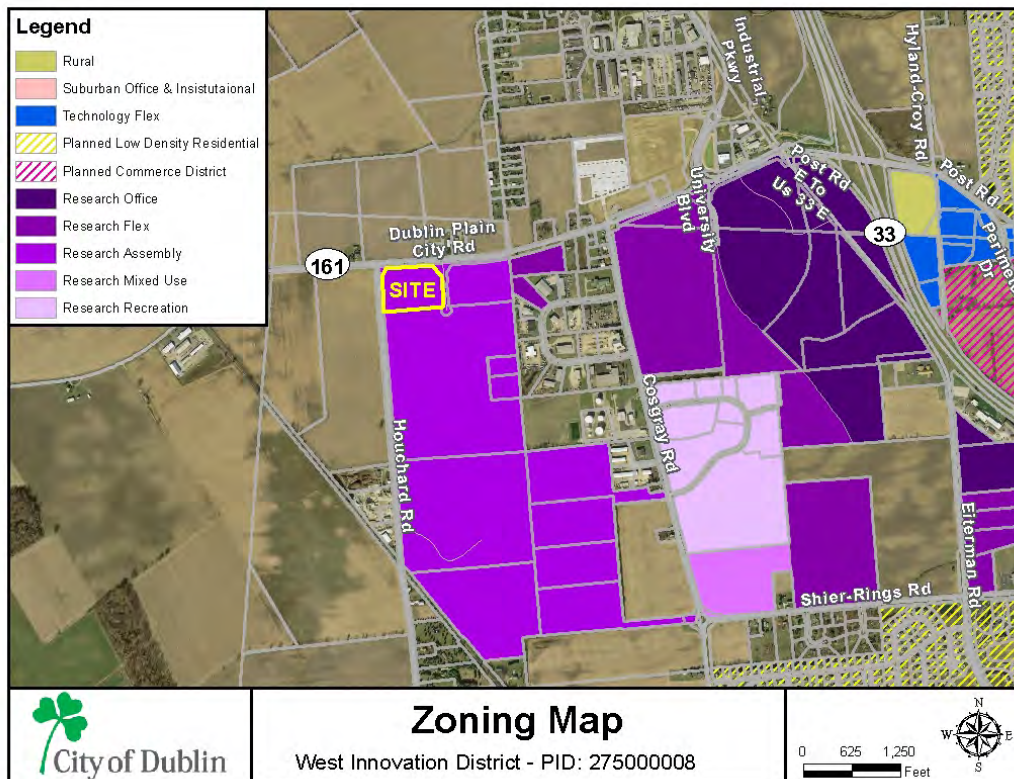 Legend
Rural
Suburban Office & Insistutaional
Technology Flex
Planned Low Density Residential
Planned Commerce District
Research Office
Research Flex
Research Assembly
Research Mixed Use
Research Recreation
Industrial
Pkwy
Hyland-Croy Rd
Post Rd
E To
Us 33 E
Post Rd
University
Blvd
Perimeter
Dr
33
Dublin Plain
City Rd
161
SITE
Cosgray Rd
Houchard Rd
Eiterman Rd
Shier-Rings Rd
City of Dublin
Zoning Map
West Innovation District - PID: 275000008
N
W
E
S
0 625 1,250
Feet